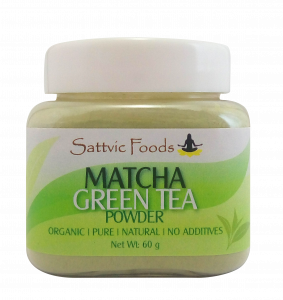 Sattvic Foods
MATCHA
GREEN TEA
POWDER
ORGANIC | PURE | NATURAL | NO ADDITIVES
Net Wt: 60 g